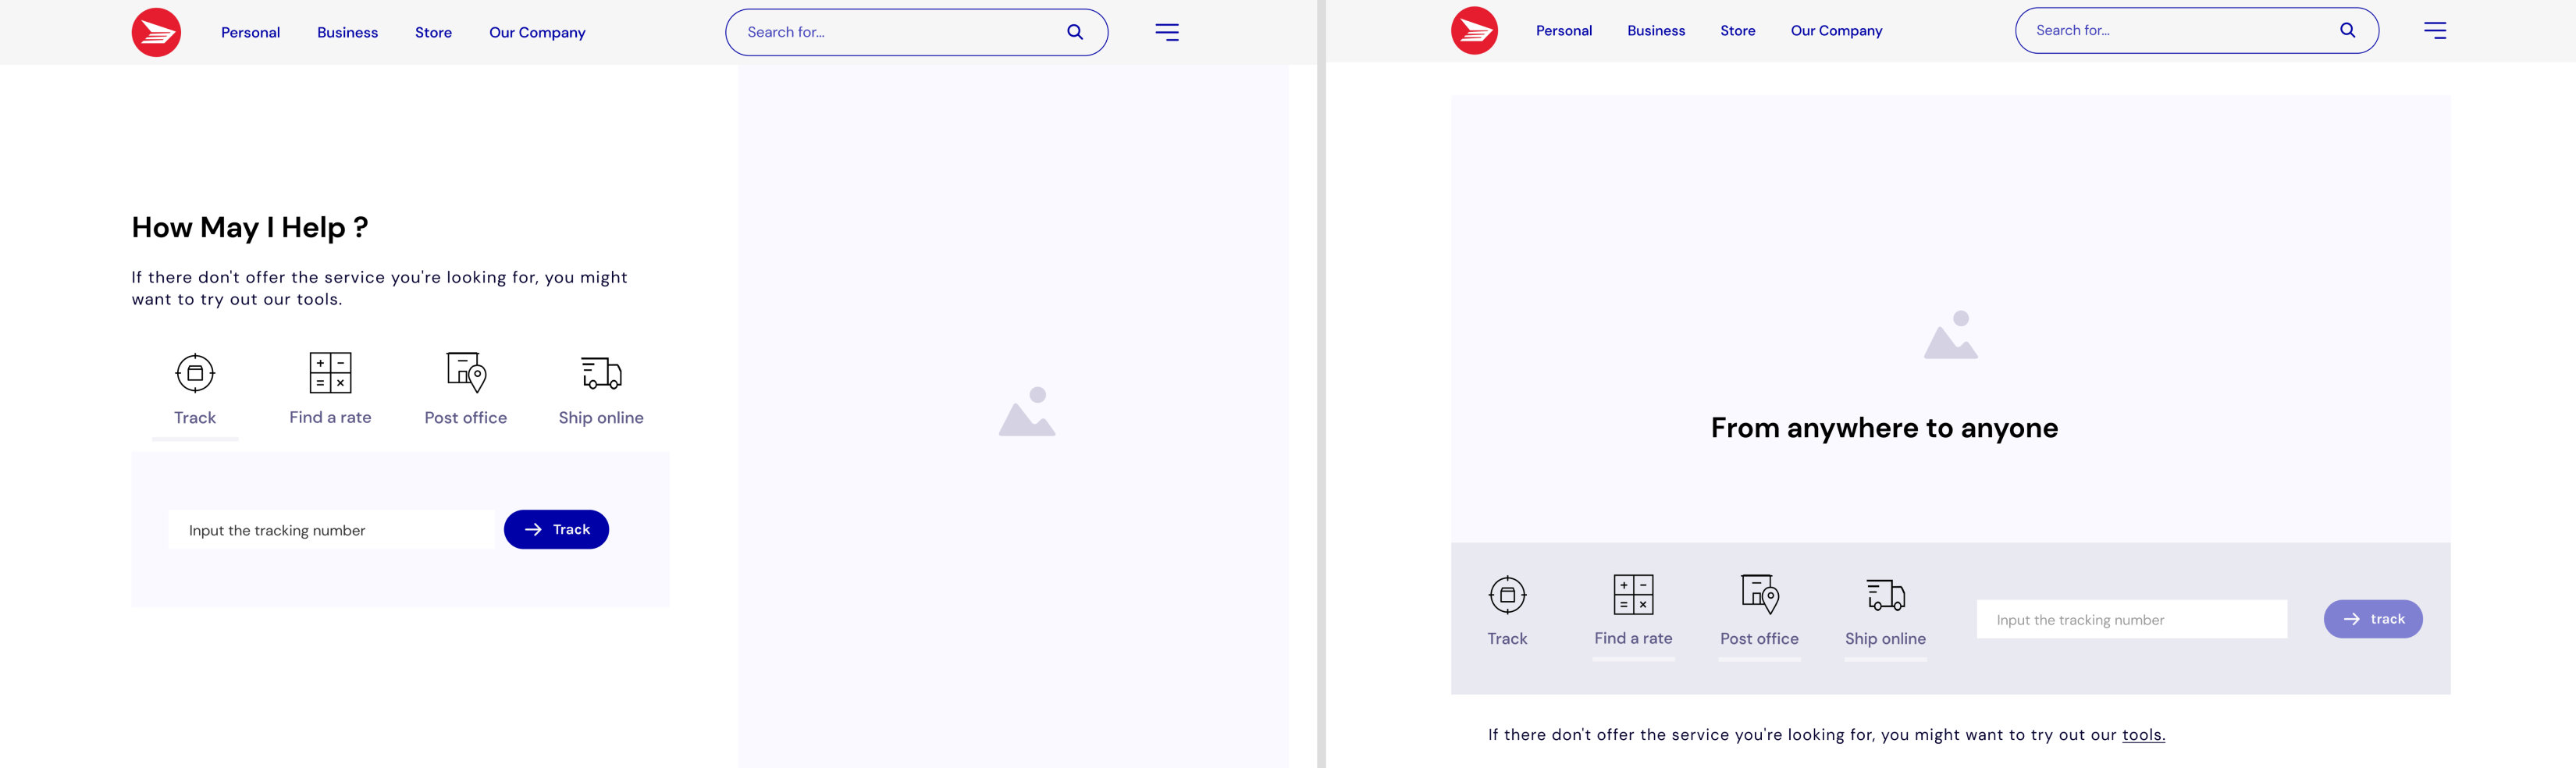 Personal Business Store Our Company Search for...
How May I Help ?
If there don't offer the service you're looking for, you might
want to try out our tools.
Track Find a rate Post office Ship online
Input the tracking number Track
Personal Business Store Our Company Search for...
From anywhere to anyone
Track Find a rate Post office Ship online Input the tracking number track
If there don't offer the service you're looking for, you might want to try out our tools.